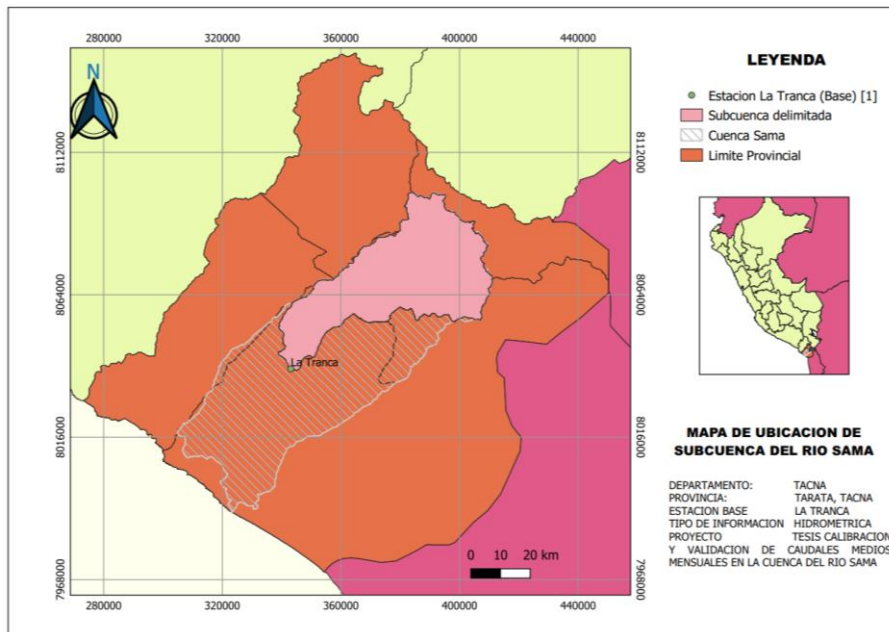 280000 320000 360000 400000 440000
N
8112000 8112000
8064000 8064000
La Tranca
8016000 8016000
0 10 20 km
7968000 7968000
280000 320000 360000 400000 440000
LEYENDA
Estacion La Tranca (Base) [1]
Subcuenca delimitada
Cuenca Sama
Limite Provincial
MAPA DE UBICACION DE
SUBCUENCA DEL RIO SAMA
DEPARTAMENTO: TACNA
PROVINCIA: TARATA, TACNA
ESTACION BASE LA TRANCA
TIPO DE INFORMACION HIDROMETRICA
PROYECTO TESIS CALIBRACION
Y VALIDACION DE CAUDALES MEDIOS
MENSUALES EN LA CUENCA DEL RIO SAMA